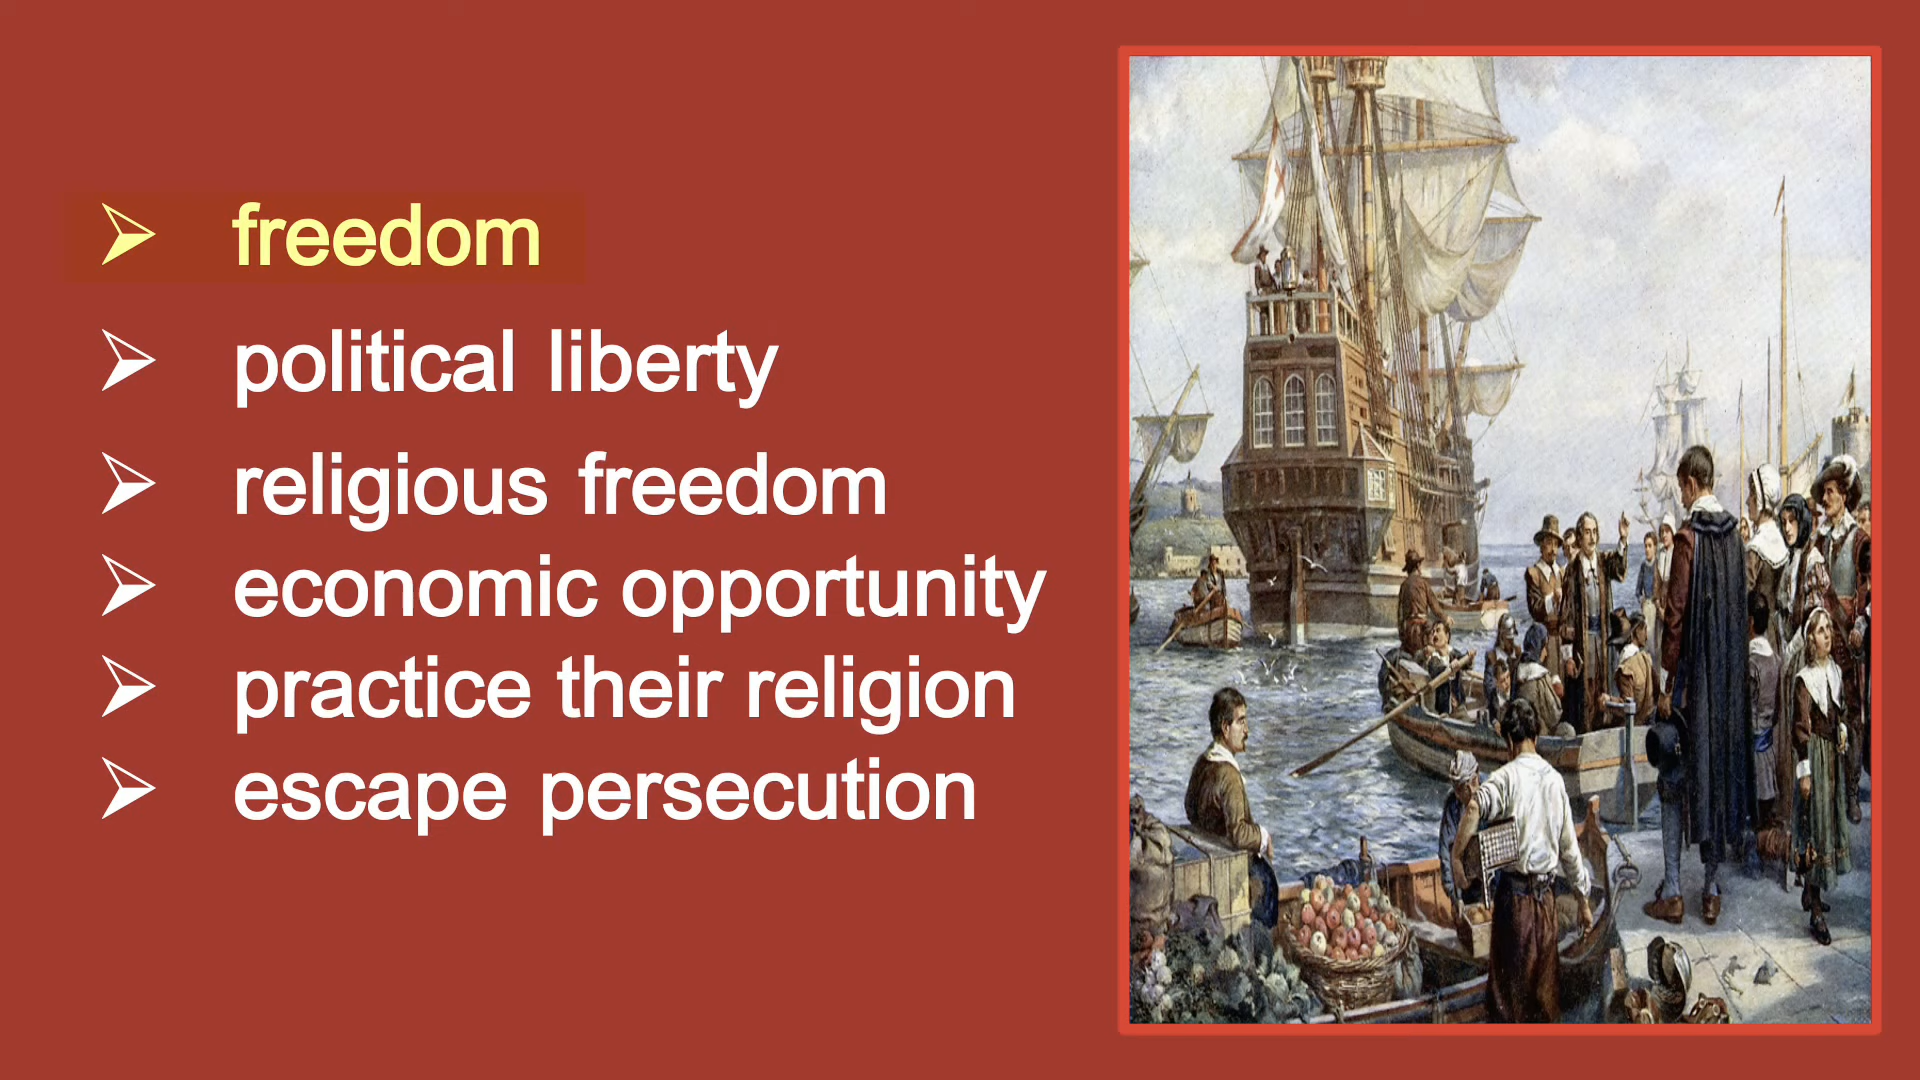 freedom
political liberty
religious freedom
economic opportunity
practice their religion
escape persecution